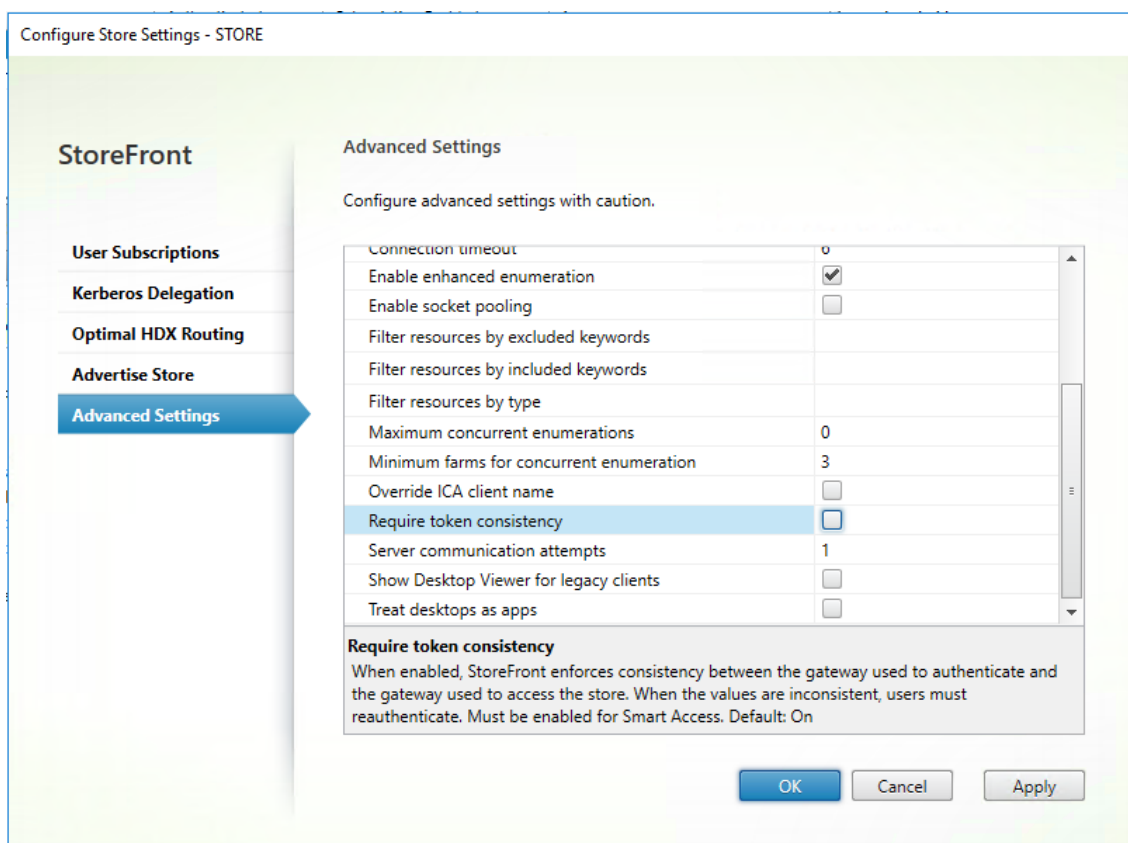 Configure Store Settings - STORE
StoreFront
User Subscriptions
Kerberos Delegation
Optimal HDX Routing
Advertise Store
Advanced Settings
Advanced Settings
Configure advanced settings with caution.
Connection timeout 6
Enable enhanced enumeration
Enable socket pooling
Filter resources by excluded keywords
Filter resources by included keywords
Filter resources by type
Maximum concurrent enumerations 0
Minimum farms for concurrent enumeration 3
Override ICA client name
Require token consistency
Server communication attempts 1
Show Desktop Viewer for legacy clients
Treat desktops as apps
Require token consistency
When enabled, StoreFront enforces consistency between the gateway used to authenticate and
the gateway used to access the store. When the values are inconsistent, users must
reauthenticate. Must be enabled for Smart Access. Default: On
OK Cancel Apply